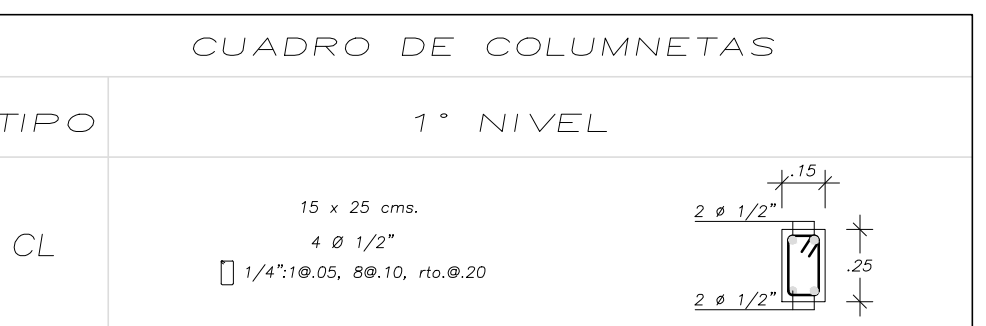 CUADRO DE COLUMNETAS
TIPO
1° NIVEL
CL
15 x 25 cms.
4 Ø 1/2"
1/4":1@.05, 8@.10, rto.@.20
.15
2 ø 1/2"
.25
2 ø 1/2"